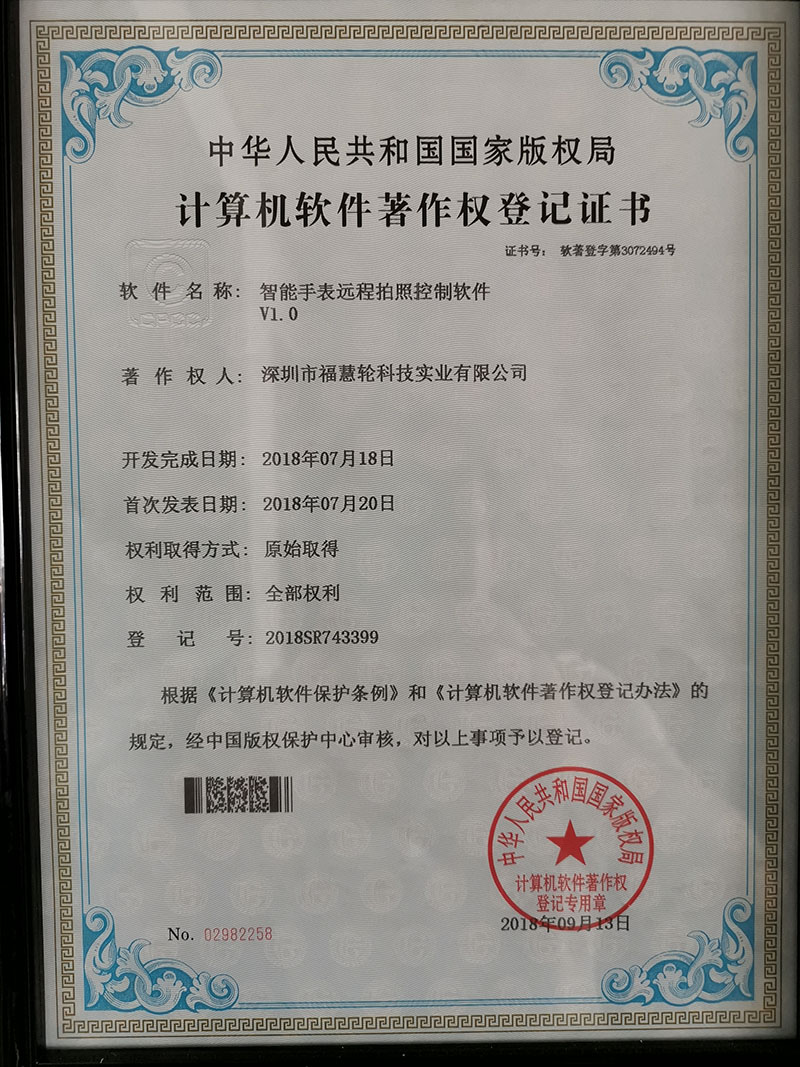 中华人民共和国国家版权局
计算机软件著作权登记证书
证书号： 软著登字第3072494号
软件名称： 智能手表远程拍照控制软件
V1.0
著作权人： 深圳市福慧轮科技实业有限公司
开发完成日期： 2018年07月18日
首次发表日期： 2018年07月20日
权利取得方式： 原始取得
权利范围： 全部权利
登记号： 2018SR743399
根据《计算机软件保护条例》和《计算机软件著作权登记办法》的
规定，经中国版权保护中心审核，对以上事项予以登记。
中华人民共和国国家版权局
计算机软件著作权
登记专用章
2018年09月13日
No. 02982258
CPCC